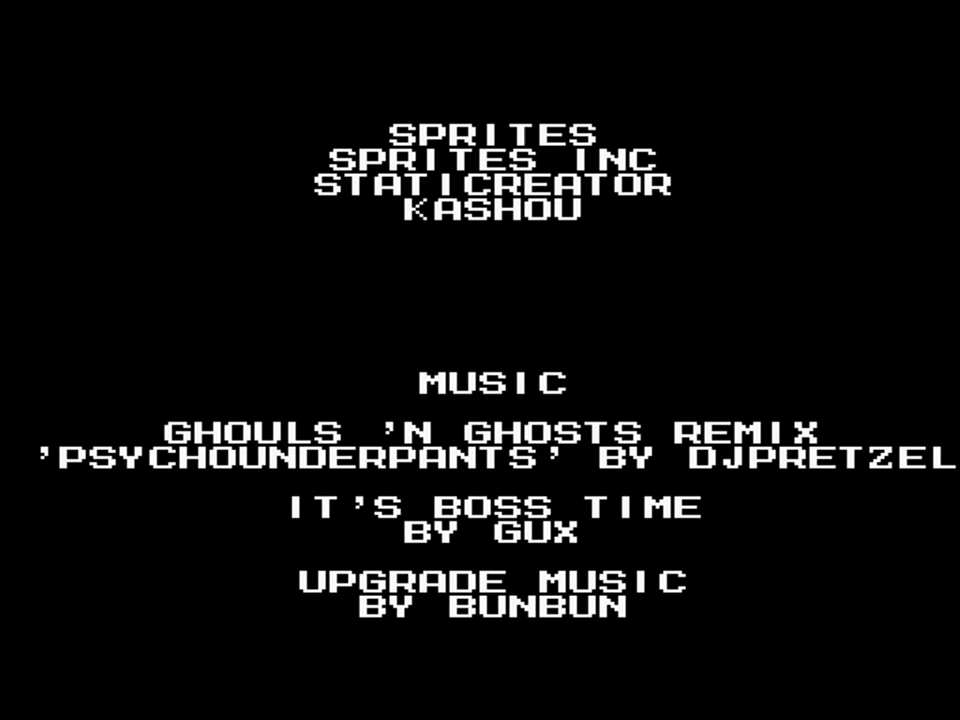 SPRITES
SPRITES INC
STATICREATOR
KASHOU
MUSIC
GHOULS 'N GHOSTS REMIX
'PSYCHOUNDERPANTS' BY DJPRETZEL
IT'S BOSS TIME
BY GUX
UPGRADE MUSIC
BY BUNBUN